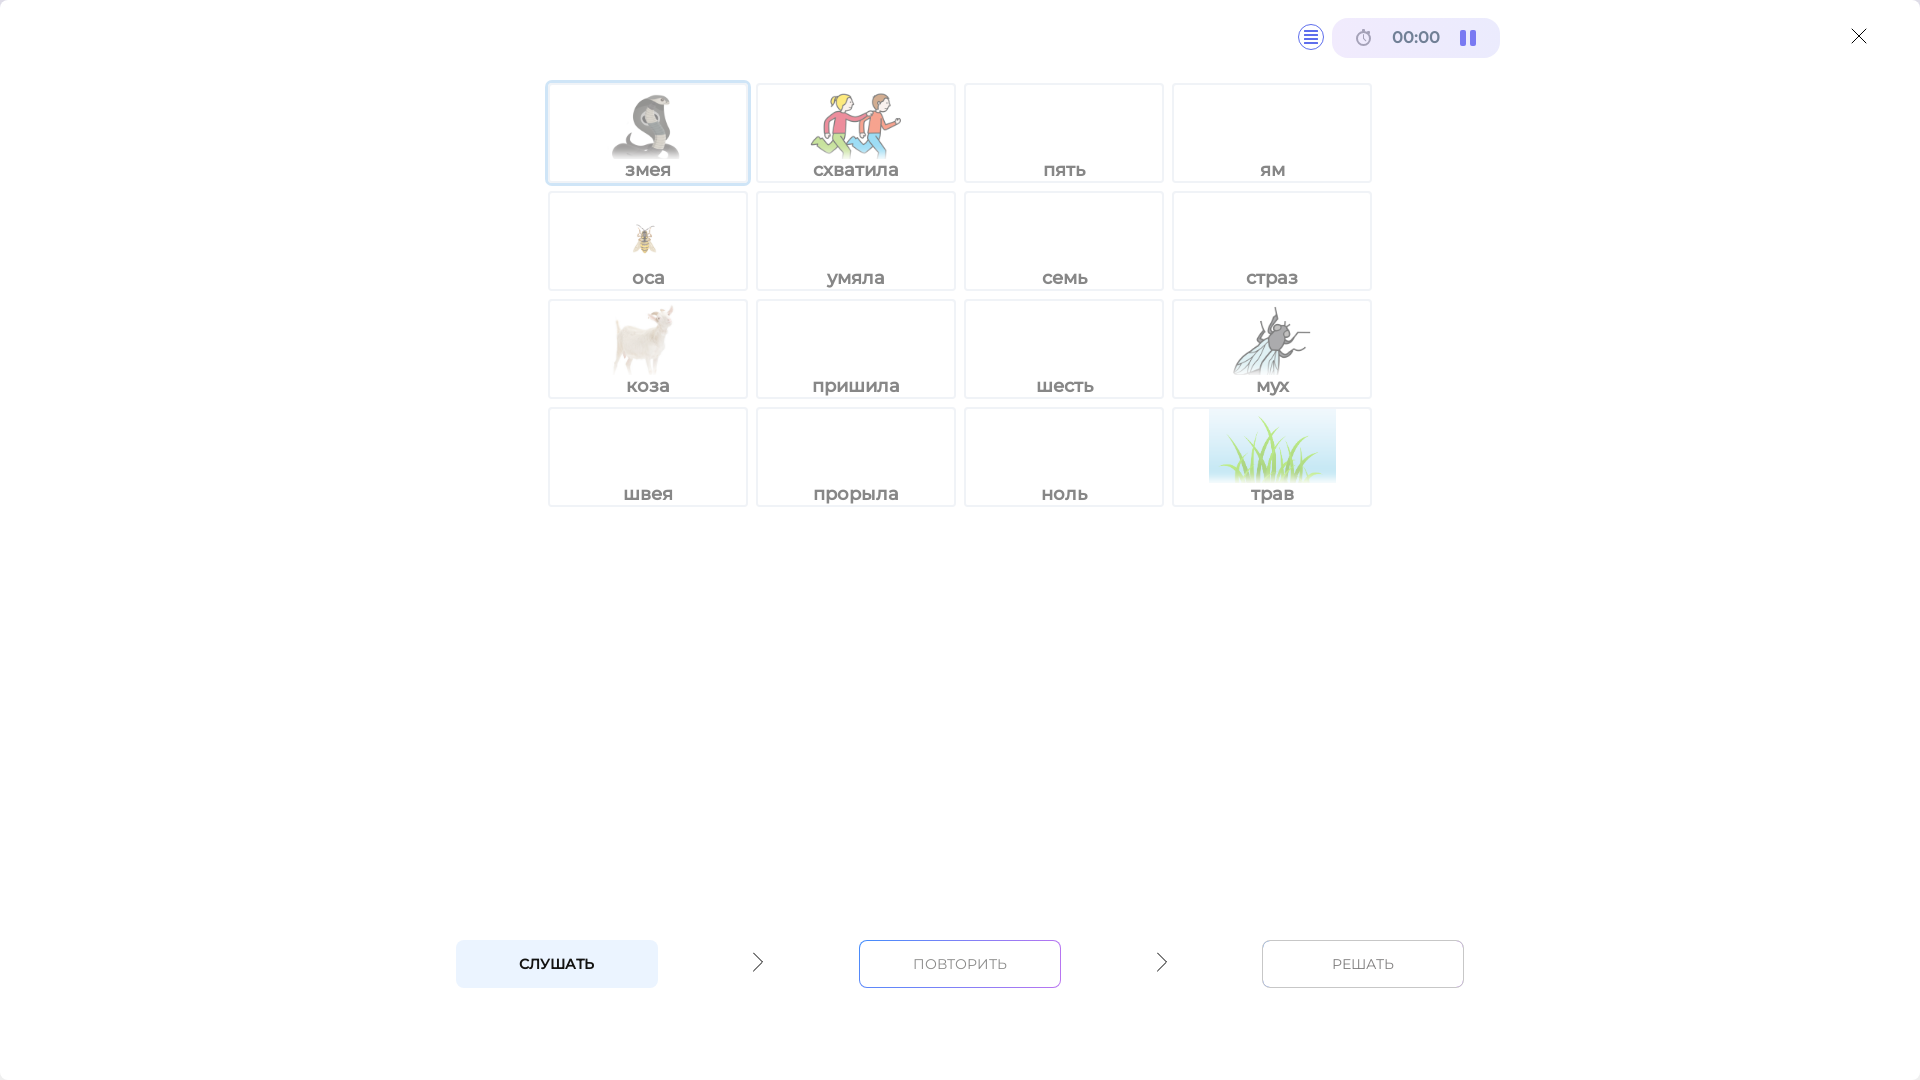 00:00
змея схватила пять ям
оса умяла семь страз
коза пришила шесть мух
швея прорыла ноль трав
СЛУШАТЬ ПОВТОРИТЬ РЕШАТЬ